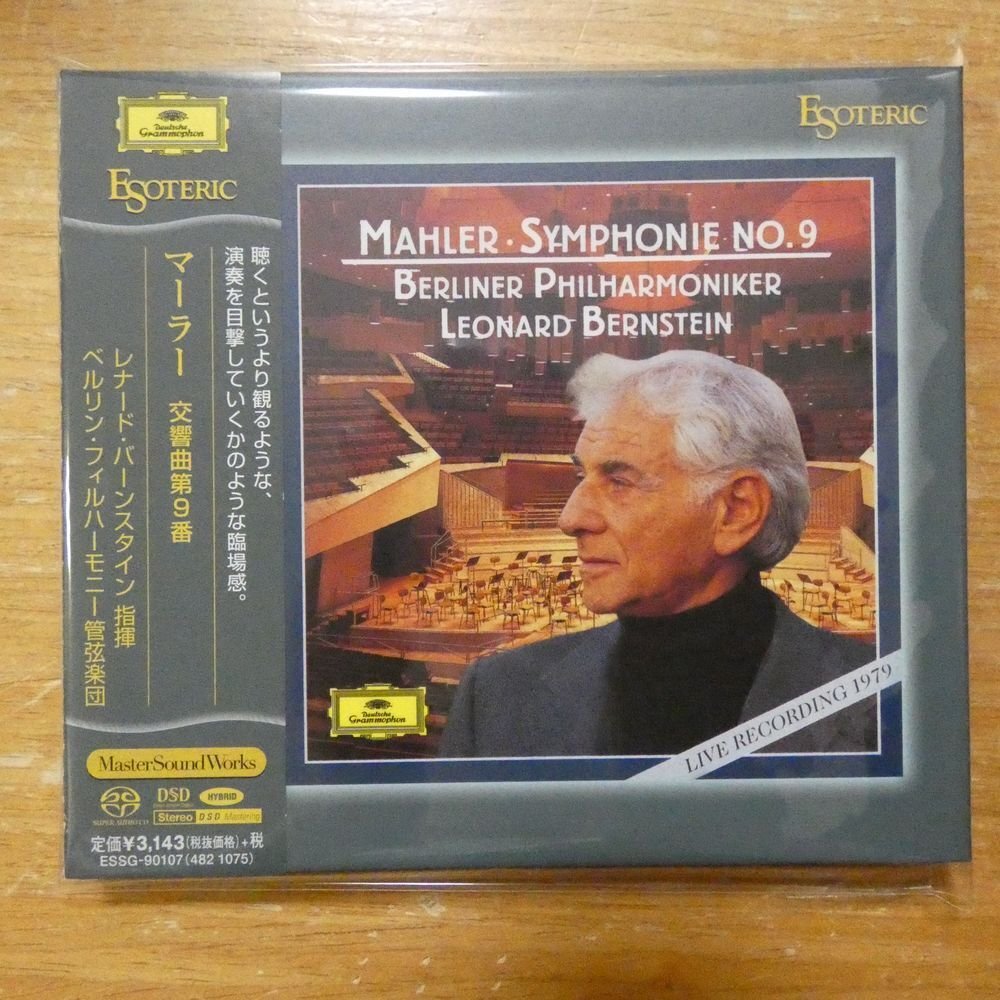 Deutsche
Grammophon
ESOTERIC
聴くというより観るような、
演奏を目撃していくかのような臨場感。
マーラー 交響曲第9番
レナード・バーンスタイン 指揮
ベルリン・フィルハーモニー管弦楽団
MasterSoundWorks
SUPER AUDIO CD
DSD
HYBRID
Stereo
DSD Mastering
定価¥3,143(税抜価格)+税
ESSG-90107(482 1075)
ESOTERIC
MAHLER · SYMPHONIE NO. 9
BERLINER PHILHARMONIKER
LEONARD BERNSTEIN
Deutsche
Grammophon
LIVE RECORDING 1979